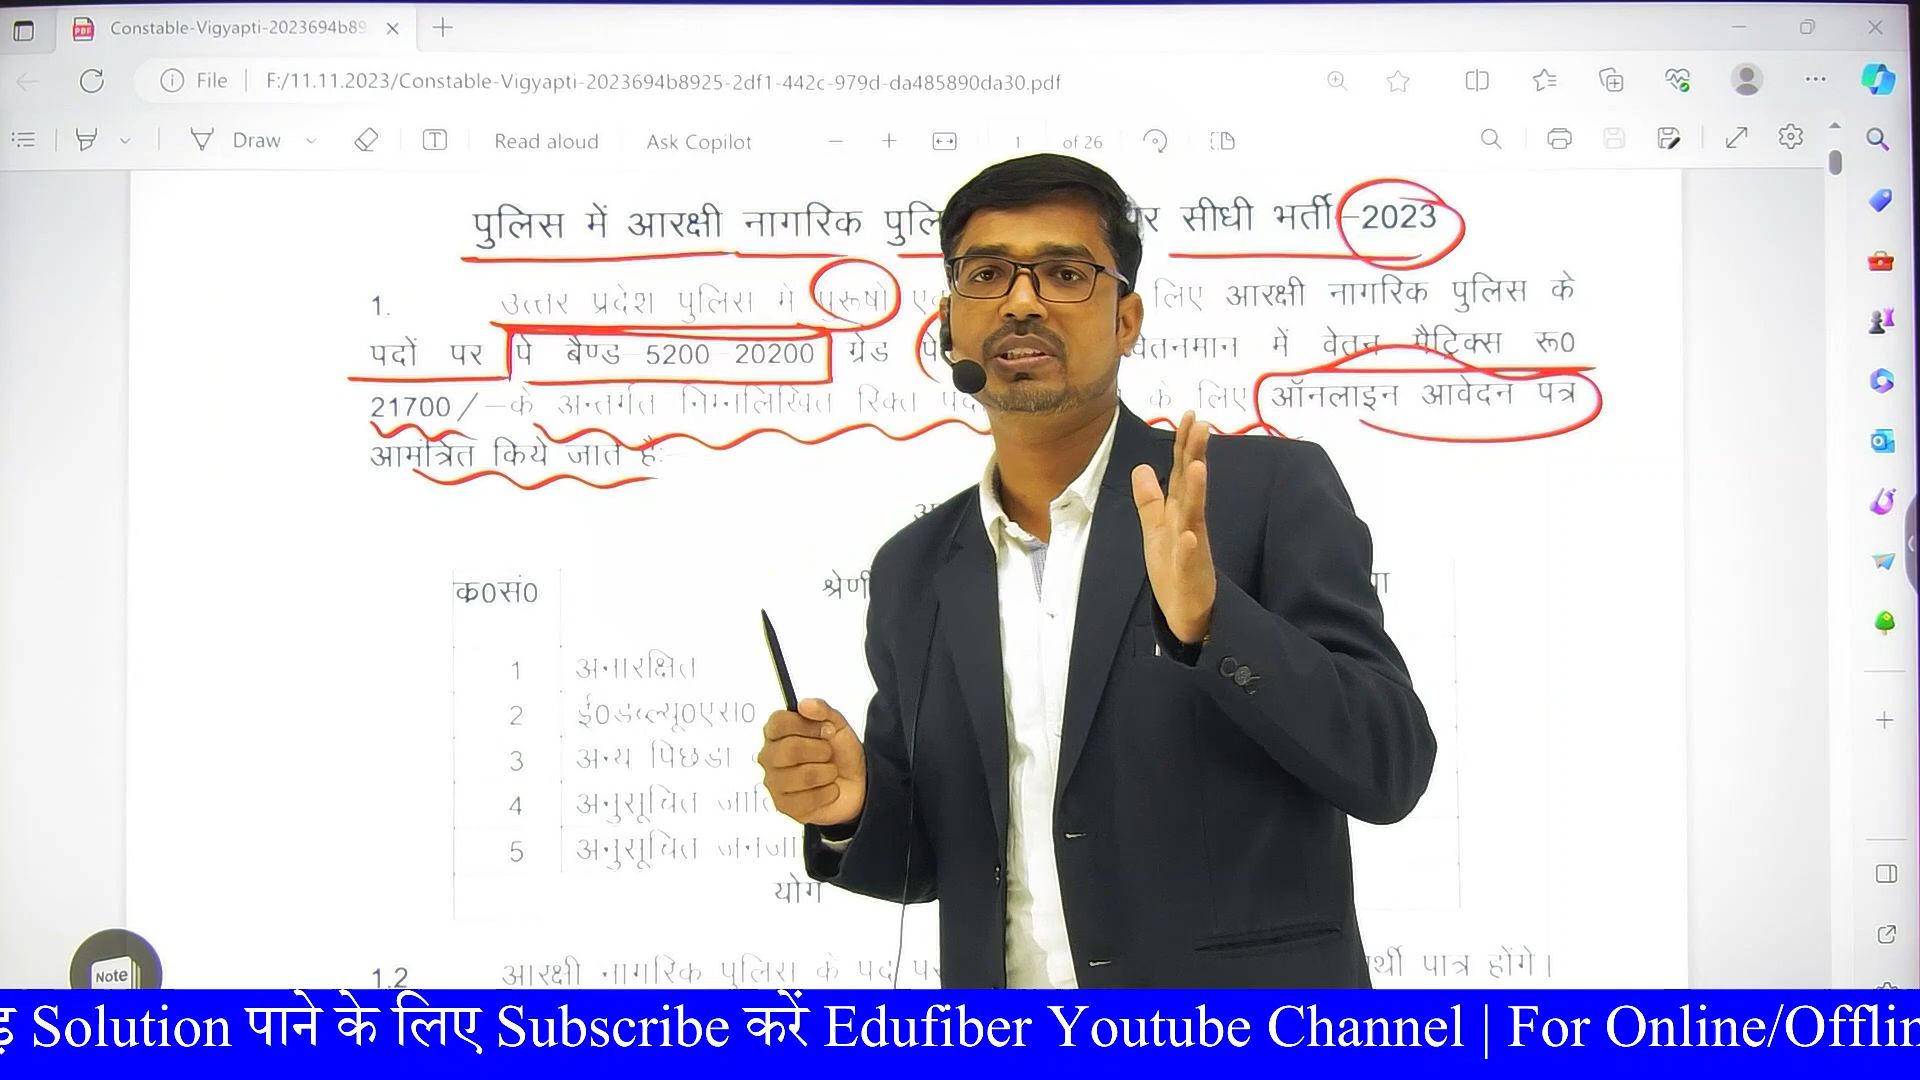 Constable-Vigyapti-2023694b89
File F:/11.11.2023/Constable-Vigyapti-2023694b8925-2df1-442c-979d-da485890da30.pdf
Draw Read aloud Ask Copilot 1 of 26
पुलिस में आरक्षी नागरिक सीधी भर्ती-2023
1. उत्तर प्रदेश पुलिस में पुरूषों लिए आरक्षी नागरिक पुलिस के
पदों पर पे बैण्ड 5200-20200 ग्रेड में वेतन मैट्रिक्स रू0
21700/-के अन्तर्गत निम्नलिखित रिक्त के लिए ऑनलाइन आवेदन पत्र
आमंत्रित किये जाते हैं:-
क0सं0
1 अनारक्षित
2 ई0डब्ल्यू0एस0
3 अन्य पिछडा
4 अनुसूचित
5 अनुसूचित
योग
1.2 आरक्षी नागरिक पुलिस के पद पात्र होंगे।
Note
Solution पाने के लिए Subscribe करें Edufiber Youtube Channel | For